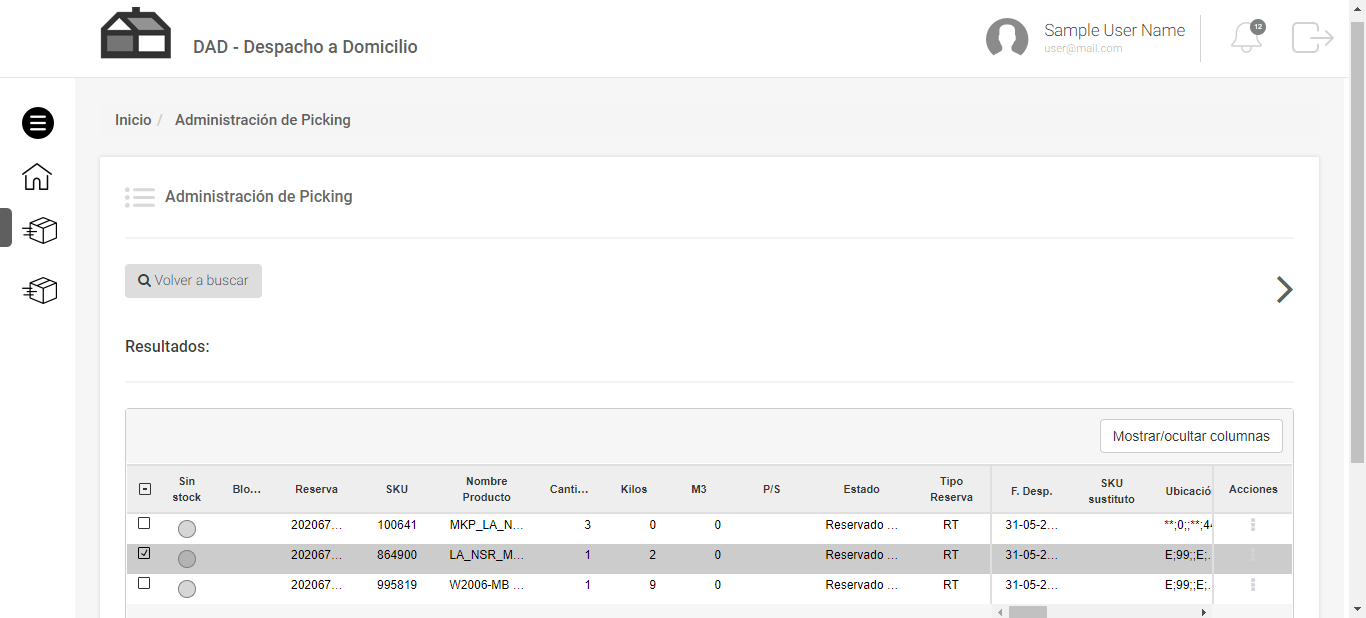 DAD - Despacho a Domicilio
Sample User Name
user@mail.com
12
Inicio / Administración de Picking
Administración de Picking
Volver a buscar
Resultados:
Mostrar/ocultar columnas
Sin stock Blo... Reserva SKU Nombre Producto Canti... Kilos M3 P/S Estado Tipo Reserva F. Desp. SKU sustituto Ubicació Acciones
202067... 100641 MKP_LA_N... 3 0 0 Reservado ... RT 31-05-2... **;0;;**;44
202067... 864900 LA_NSR_M... 1 2 0 Reservado ... RT 31-05-2... E;99;;E;.
202067... 995819 W2006-MB ... 1 9 0 Reservado ... RT 31-05-2... E;99;;E;.